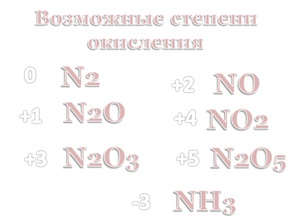 Возможные степени
окисления
0 N2 +2 NO
+1 N2O +4 NO2
+3 N2O3 +5 N2O5
-3 NH3